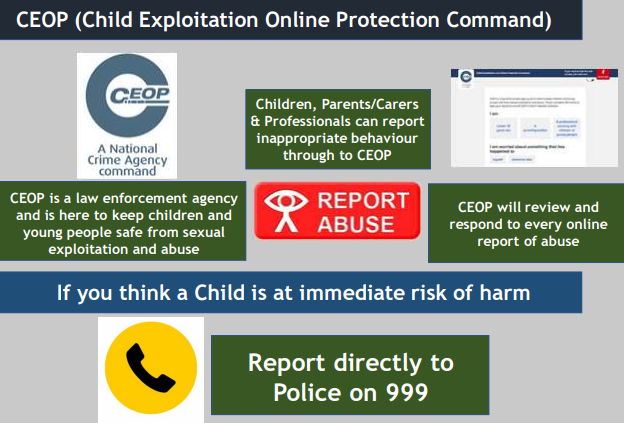 CEOP (Child Exploitation Online Protection Command)
CEOP
A National
Crime Agency
command
Children, Parents/Carers
& Professionals can report
inappropriate behaviour
through to CEOP
I am:
I am worried about something that has
happened to
CEOP is a law enforcement agency
and is here to keep children and
young people safe from sexual
exploitation and abuse
REPORT
ABUSE
CEOP will review and
respond to every online
report of abuse
If you think a Child is at immediate risk of harm
Report directly to
Police on 999